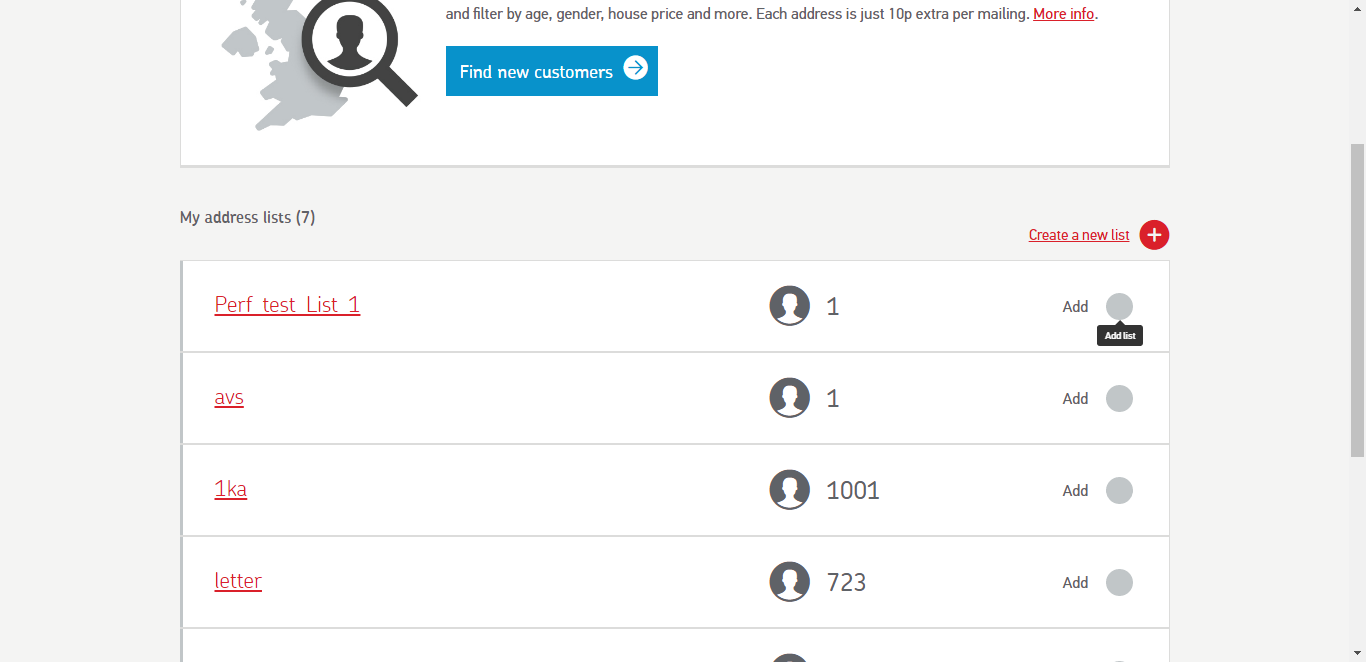 and filter by age, gender, house price and more. Each address is just 10p extra per mailing. More info.
Find new customers
My address lists (7)
Create a new list
Perf_test_List_1 1 Add
Add list
avs 1 Add
1ka 1001 Add
letter 723 Add